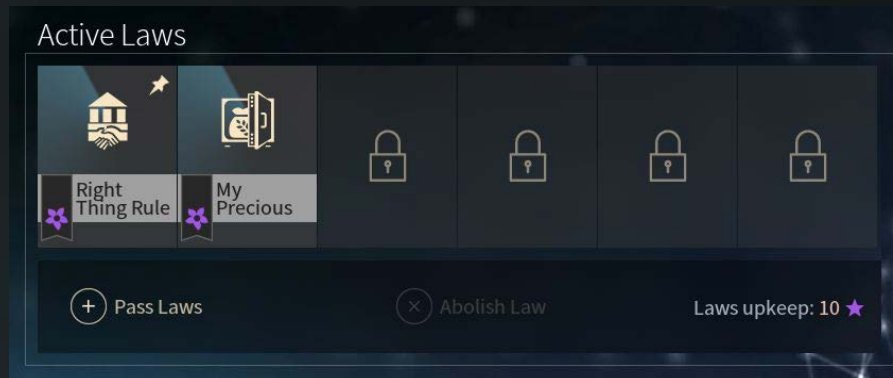 Active Laws
Right
Thing Rule
My
Precious
Pass Laws
Abolish Law
Laws upkeep: 10